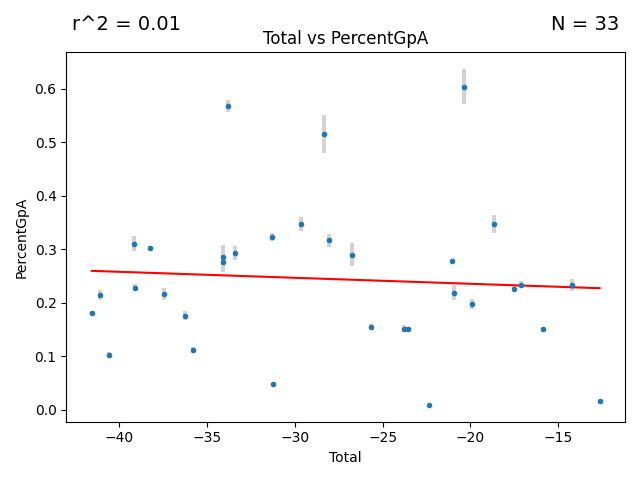 r^2 = 0.01
N = 33
Total vs PercentGpA
PercentGpA
0.6
0.5
0.4
0.3
0.2
0.1
0.0
−40
−35
−30
−25
−20
−15
Total